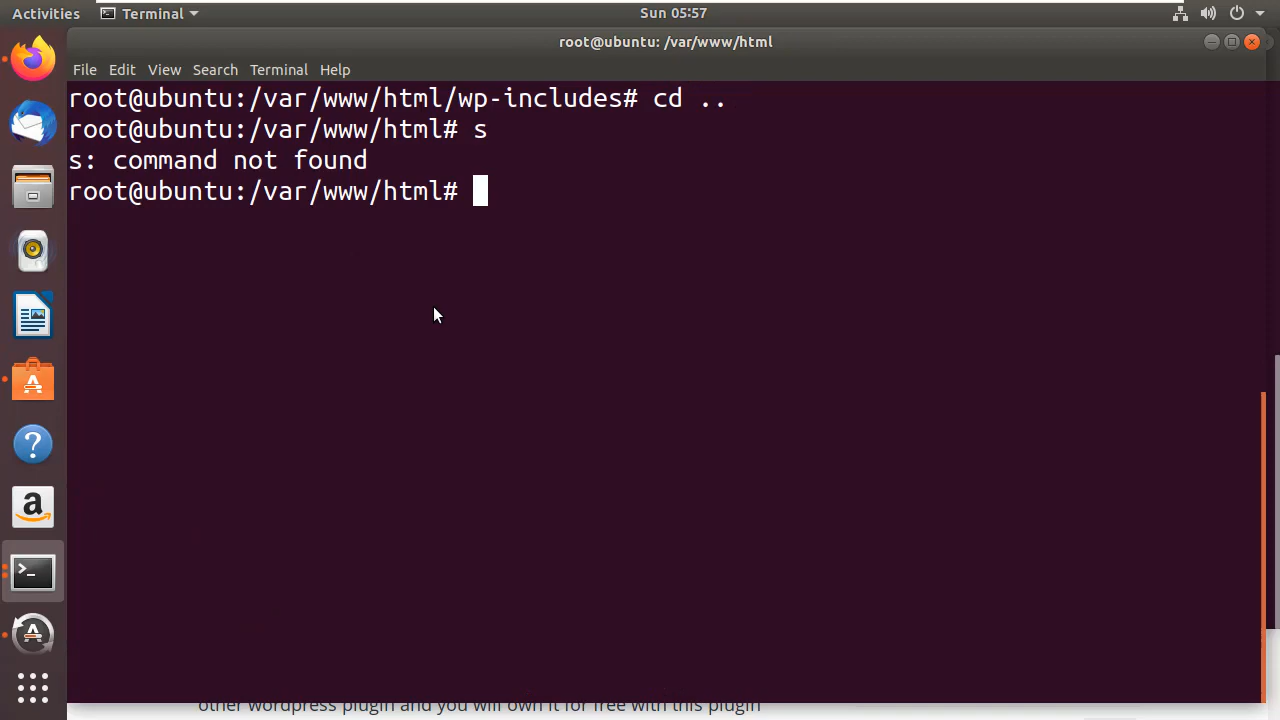 Activities Terminal Sun 05:57
root@ubuntu: /var/www/html
File Edit View Search Terminal Help
root@ubuntu:/var/www/html/wp-includes# cd ..
root@ubuntu:/var/www/html# s
s: command not found
root@ubuntu:/var/www/html#
other wordpress plugin and you will own it for free with this plugin